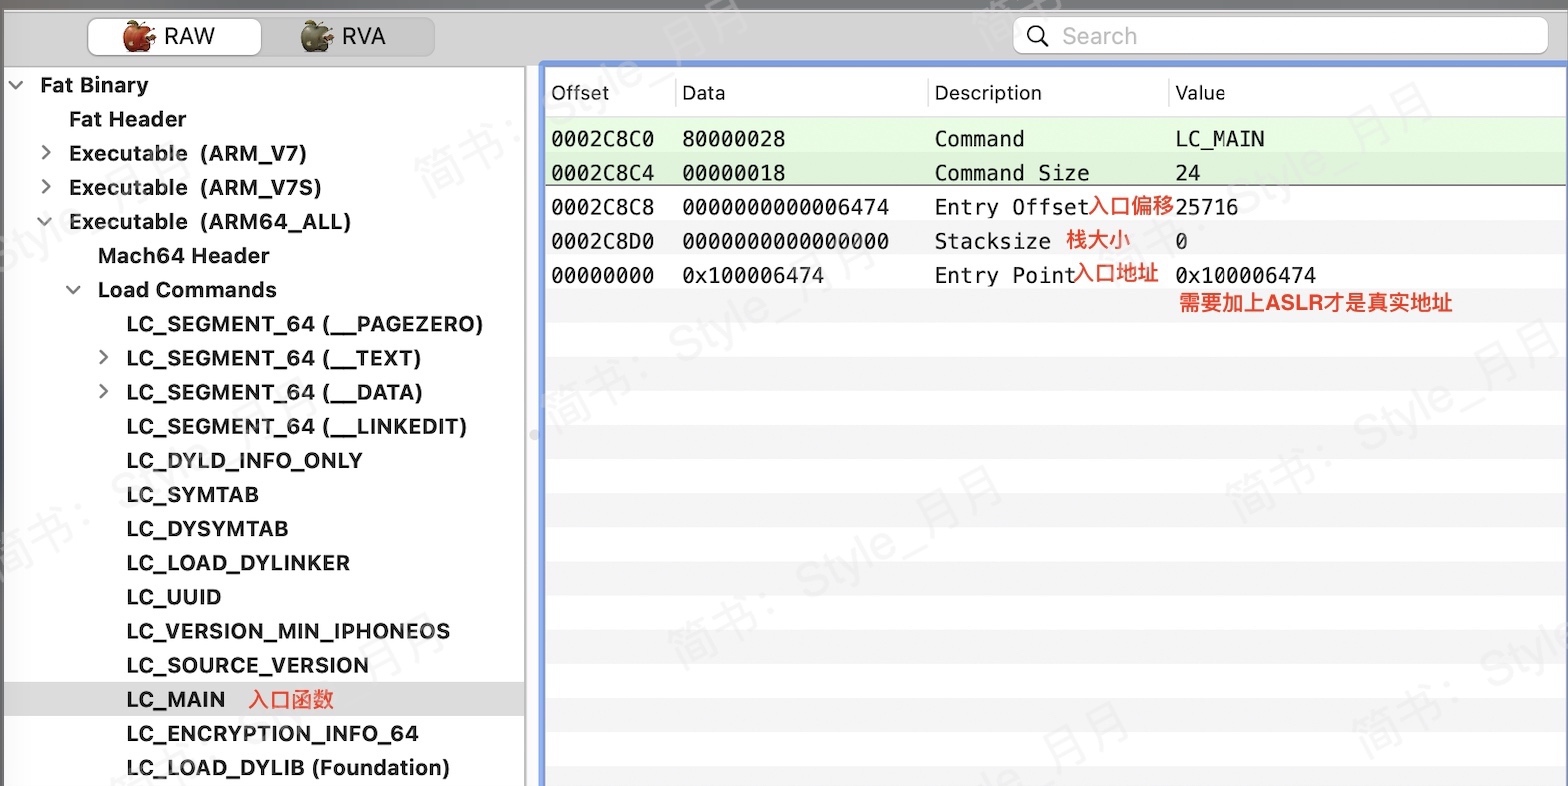 RAW RVA Search
Fat Binary
Fat Header
Executable (ARM_V7)
Executable (ARM_V7S)
Executable (ARM64_ALL)
Mach64 Header
Load Commands
LC_SEGMENT_64 (__PAGEZERO)
LC_SEGMENT_64 (__TEXT)
LC_SEGMENT_64 (__DATA)
LC_SEGMENT_64 (__LINKEDIT)
LC_DYLD_INFO_ONLY
LC_SYMTAB
LC_DYSYMTAB
LC_LOAD_DYLINKER
LC_UUID
LC_VERSION_MIN_IPHONEOS
LC_SOURCE_VERSION
LC_MAIN 入口函数
LC_ENCRYPTION_INFO_64
LC_LOAD_DYLIB (Foundation)
Offset Data Description Value
0002C8C0 80000028 Command LC_MAIN
0002C8C4 00000018 Command Size 24
0002C8C8 0000000000006474 Entry Offset入口偏移25716
0002C8D0 0000000000000000 Stacksize 栈大小 0
00000000 0x100006474 Entry Point入口地址 0x100006474
需要加上ASLR才是真实地址
简书：Style_月月